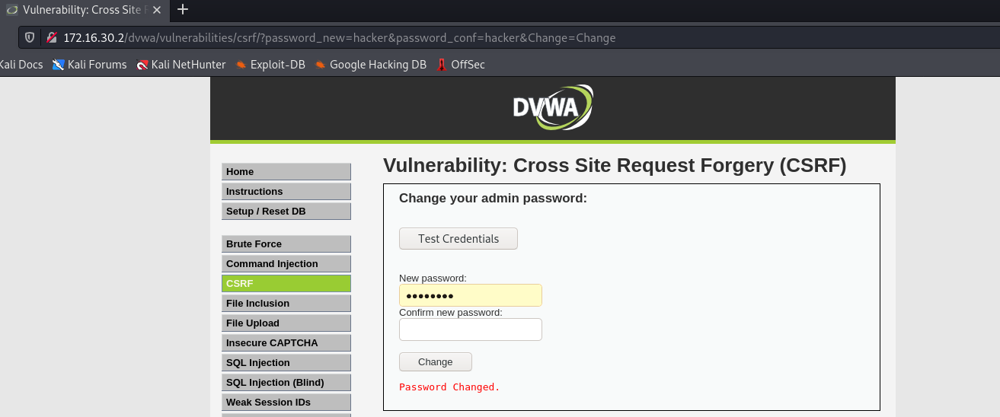 Vulnerability: Cross Site R
172.16.30.2/dvwa/vulnerabilities/csrf/?password_new=hacker&password_conf=hacker&Change=Change
Kali Docs Kali Forums Kali NetHunter Exploit-DB Google Hacking DB OffSec
DVWA
Home
Instructions
Setup / Reset DB
Brute Force
Command Injection
CSRF
File Inclusion
File Upload
Insecure CAPTCHA
SQL Injection
SQL Injection (Blind)
Weak Session IDs
Vulnerability: Cross Site Request Forgery (CSRF)
Change your admin password:
Test Credentials
New password:
●●●●●●●●
Confirm new password:
Change
Password Changed.